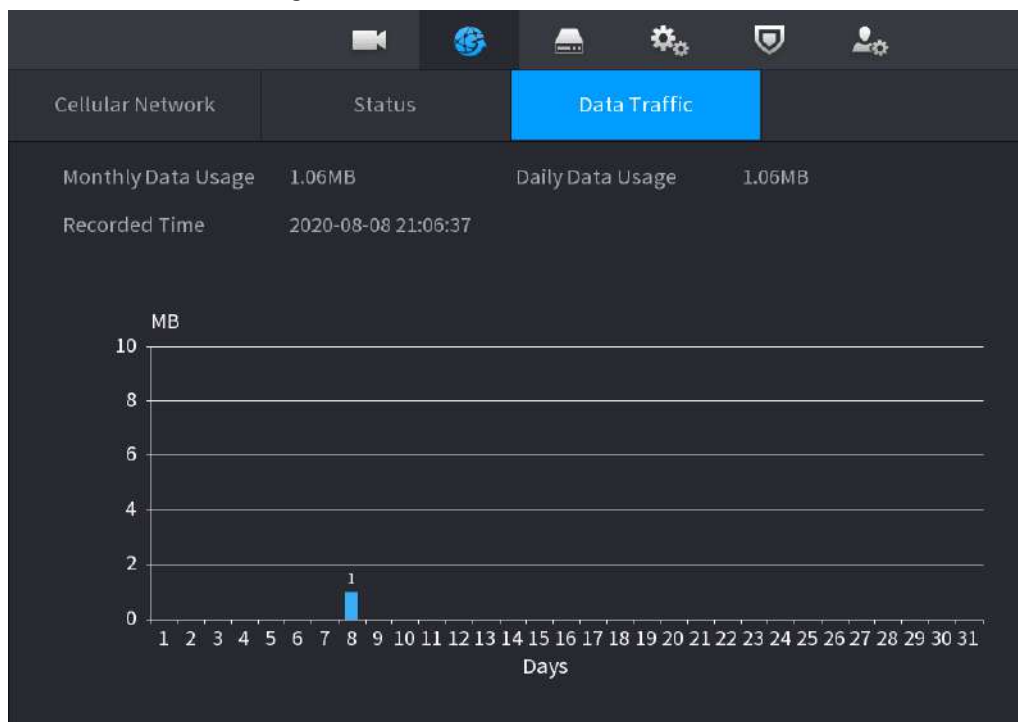 Cellular Network Status Data Traffic
Monthly Data Usage 1.06MB Daily Data Usage 1.06MB
Recorded Time 2020-08-08 21:06:37
MB
10
8
6
4
2
1
0
1 2 3 4 5 6 7 8 9 10 11 12 13 14 15 16 17 18 19 20 21 22 23 24 25 26 27 28 29 30 31
Days